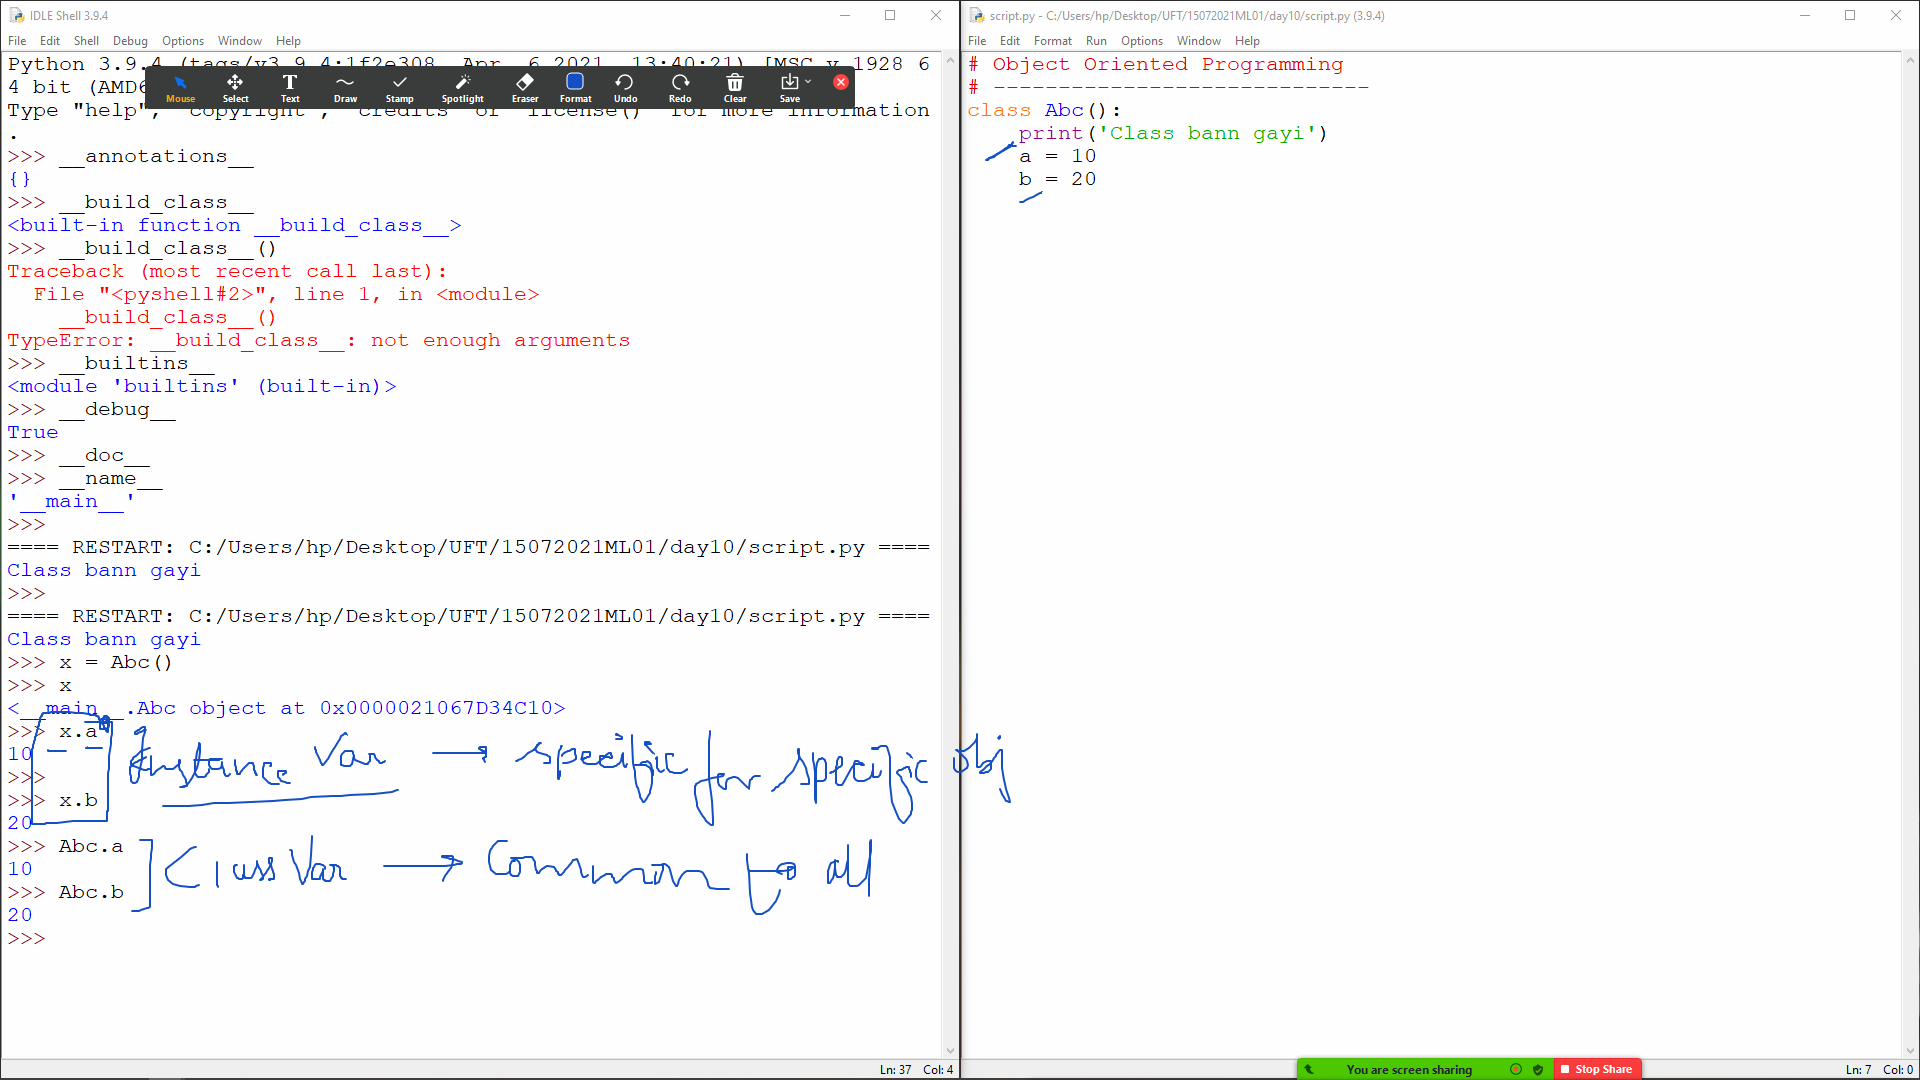 IDLE Shell 3.9.4
File Edit Shell Debug Options Window Help
Python 3.9.4 (tags/v3.9.4:1f2e308, Apr 6 2021, 13:40:21) [MSC v.1928 6
4 bit (AMD6
Mouse Select Text Draw Stamp Spotlight Eraser Format Undo Redo Clear Save
Type "help", "copyright", "credits" or "license()" for more information
.
>>> __annotations__
{}
>>> __build_class__
<built-in function __build_class__>
>>> __build_class__()
Traceback (most recent call last):
File "<pyshell#2>", line 1, in <module>
__build_class__()
TypeError: __build_class__: not enough arguments
>>> __builtins__
<module 'builtins' (built-in)>
>>> __debug__
True
>>> __doc__
>>> __name__
'__main__'
>>>
==== RESTART: C:/Users/hp/Desktop/UFT/15072021ML01/day10/script.py ====
Class bann gayi
>>>
==== RESTART: C:/Users/hp/Desktop/UFT/15072021ML01/day10/script.py ====
Class bann gayi
>>> x = Abc()
>>> x
<__main__.Abc object at 0x0000021067D34C10>
>>> x.a
10
Instance Var → specific for specific obj
>>>
>>> x.b
20
>>> Abc.a
10
Class Var → Common to all
>>> Abc.b
20
>>>
Ln: 37 Col: 4
script.py - C:/Users/hp/Desktop/UFT/15072021ML01/day10/script.py (3.9.4)
File Edit Format Run Options Window Help
# Object Oriented Programming
# -----------------------------
class Abc():
print('Class bann gayi')
a = 10
b = 20
You are screen sharing Stop Share
Ln: 7 Col: 0